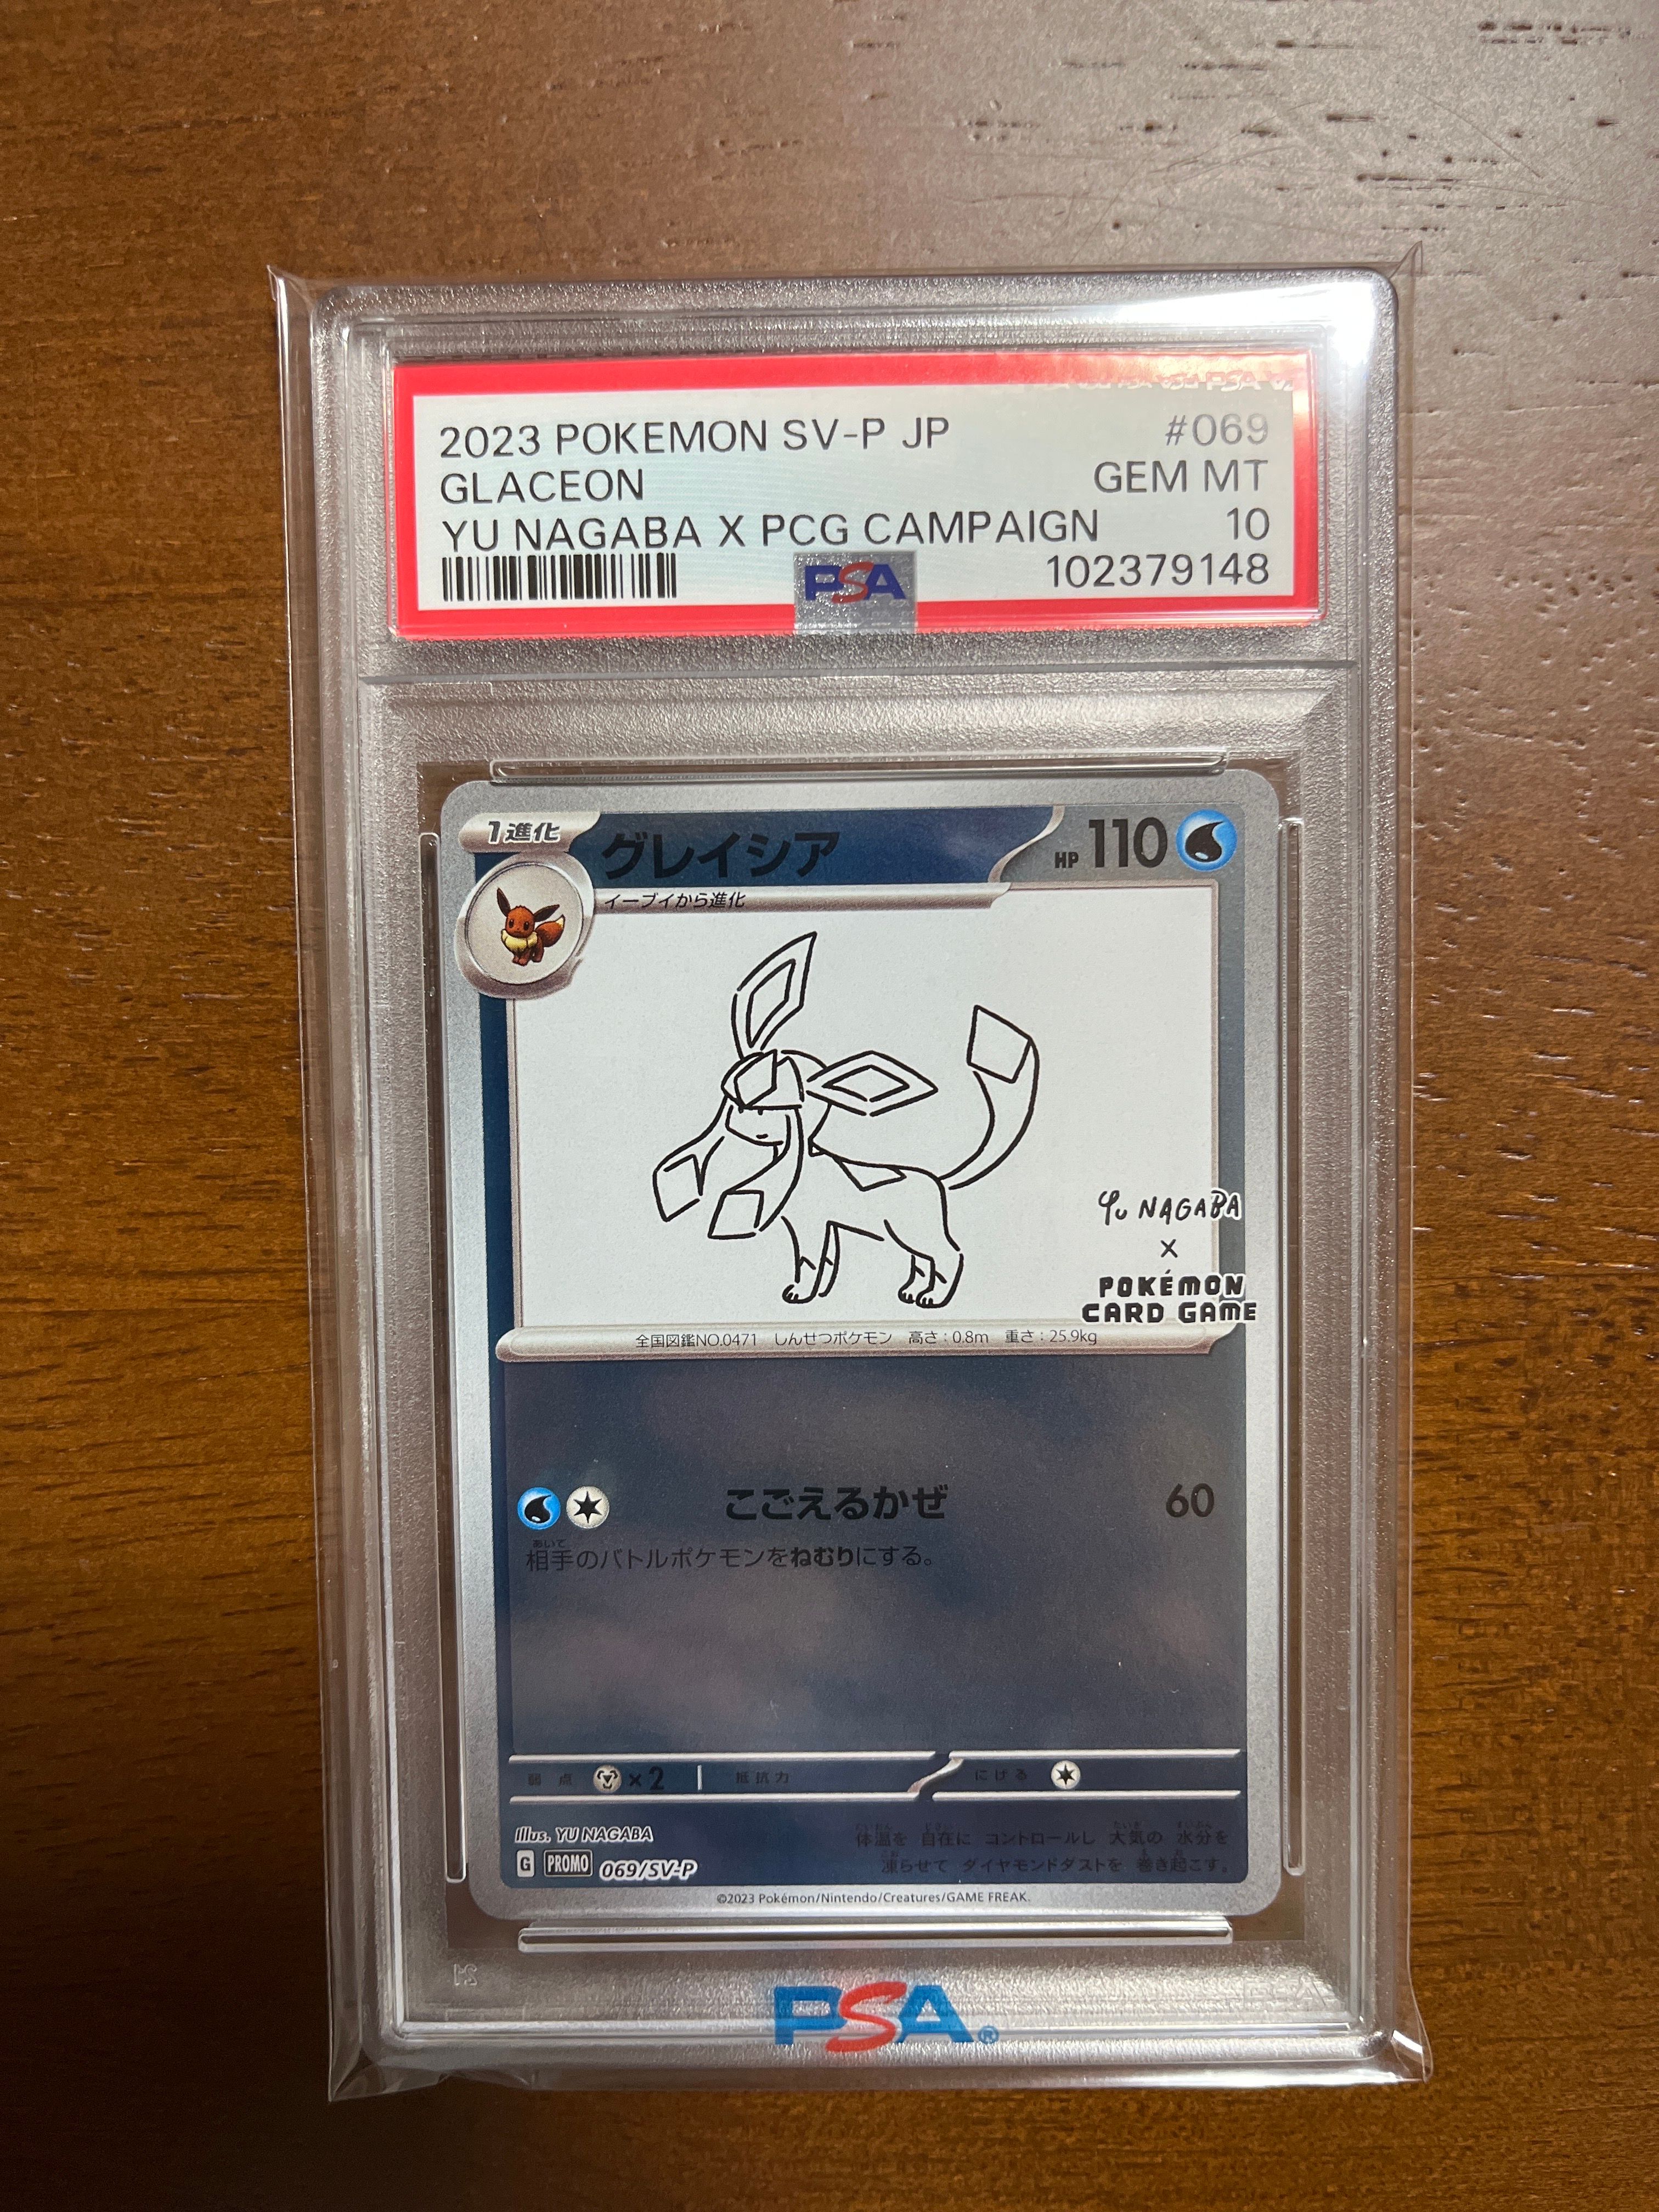 2023 POKEMON SV-P JP #069
GLACEON GEM MT
YU NAGABA X PCG CAMPAIGN 10
PSA 102379148
1進化 グレイシア HP 110
イーブイから進化
Yu NAGABA
×
POKÉMON
CARD GAME
全国図鑑NO.0471 しんせつポケモン 高さ:0.8m 重さ:25.9kg
こごえるかぜ 60
相手のバトルポケモンをねむりにする。
あいて
弱点 ×2 抵抗力 にげる
Illus. YU NAGABA
体温を 自在に コントロールし 大気の 水分を
G PROMO 069/SV-P 凍らせて ダイヤモンドダストを 巻き起こす。
©2023 Pokémon/Nintendo/Creatures/GAME FREAK.
PSA®